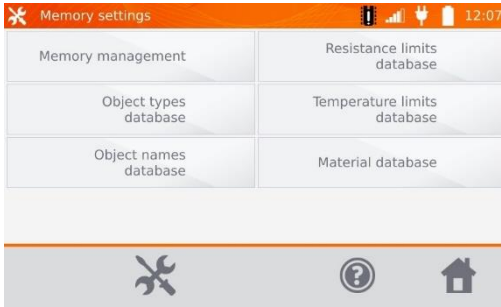 Memory settings
12:07
Memory management
Resistance limits
database
Object types
database
Temperature limits
database
Object names
database
Material database
?